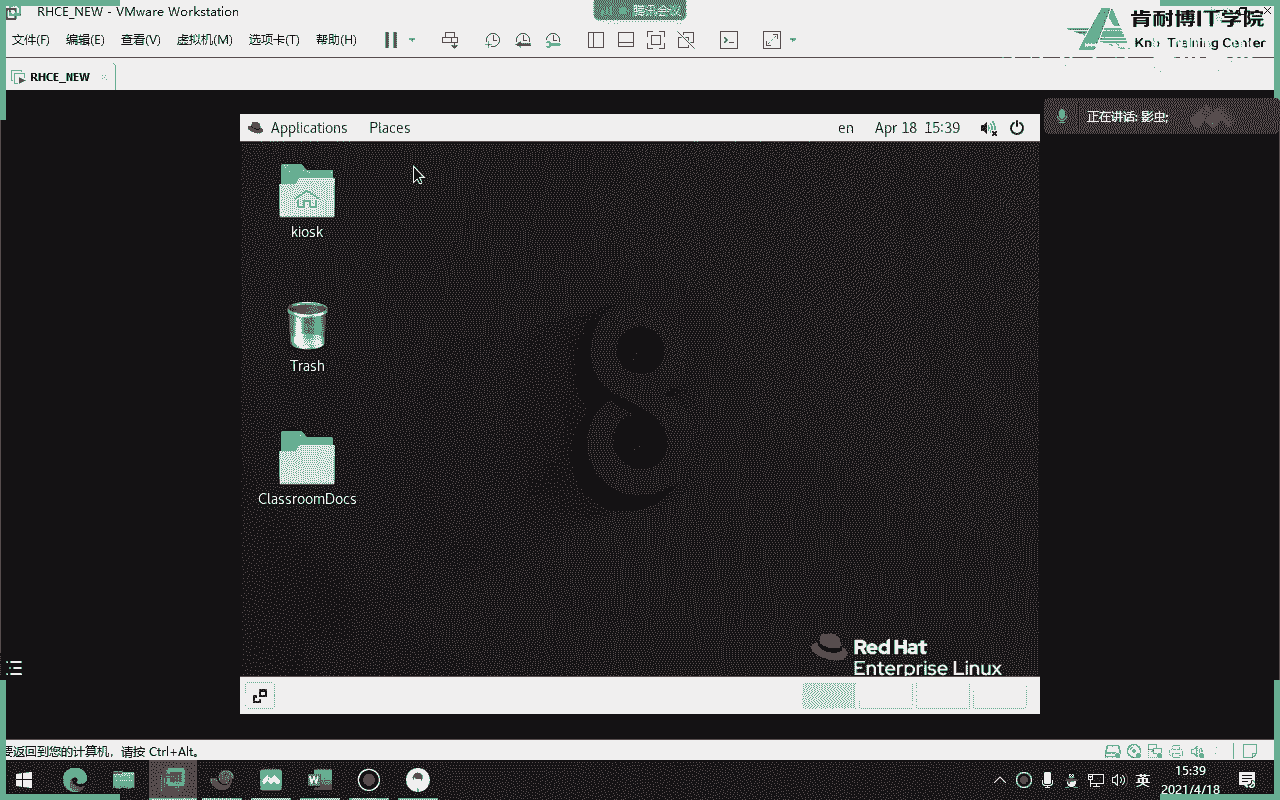 RHCE_NEW - VMware Workstation
腾讯会议
肯耐博IT学院
Knb Training Center
文件(F) 编辑(E) 查看(V) 虚拟机(M) 选项卡(T) 帮助(H)
RHCE_NEW
正在讲话: 影虫;
Applications Places en Apr 18 15:39
kiosk
Trash
ClassroomDocs
8
Red Hat
Enterprise Linux
要返回到您的计算机，请按 Ctrl+Alt。
英
15:39
2021/4/18